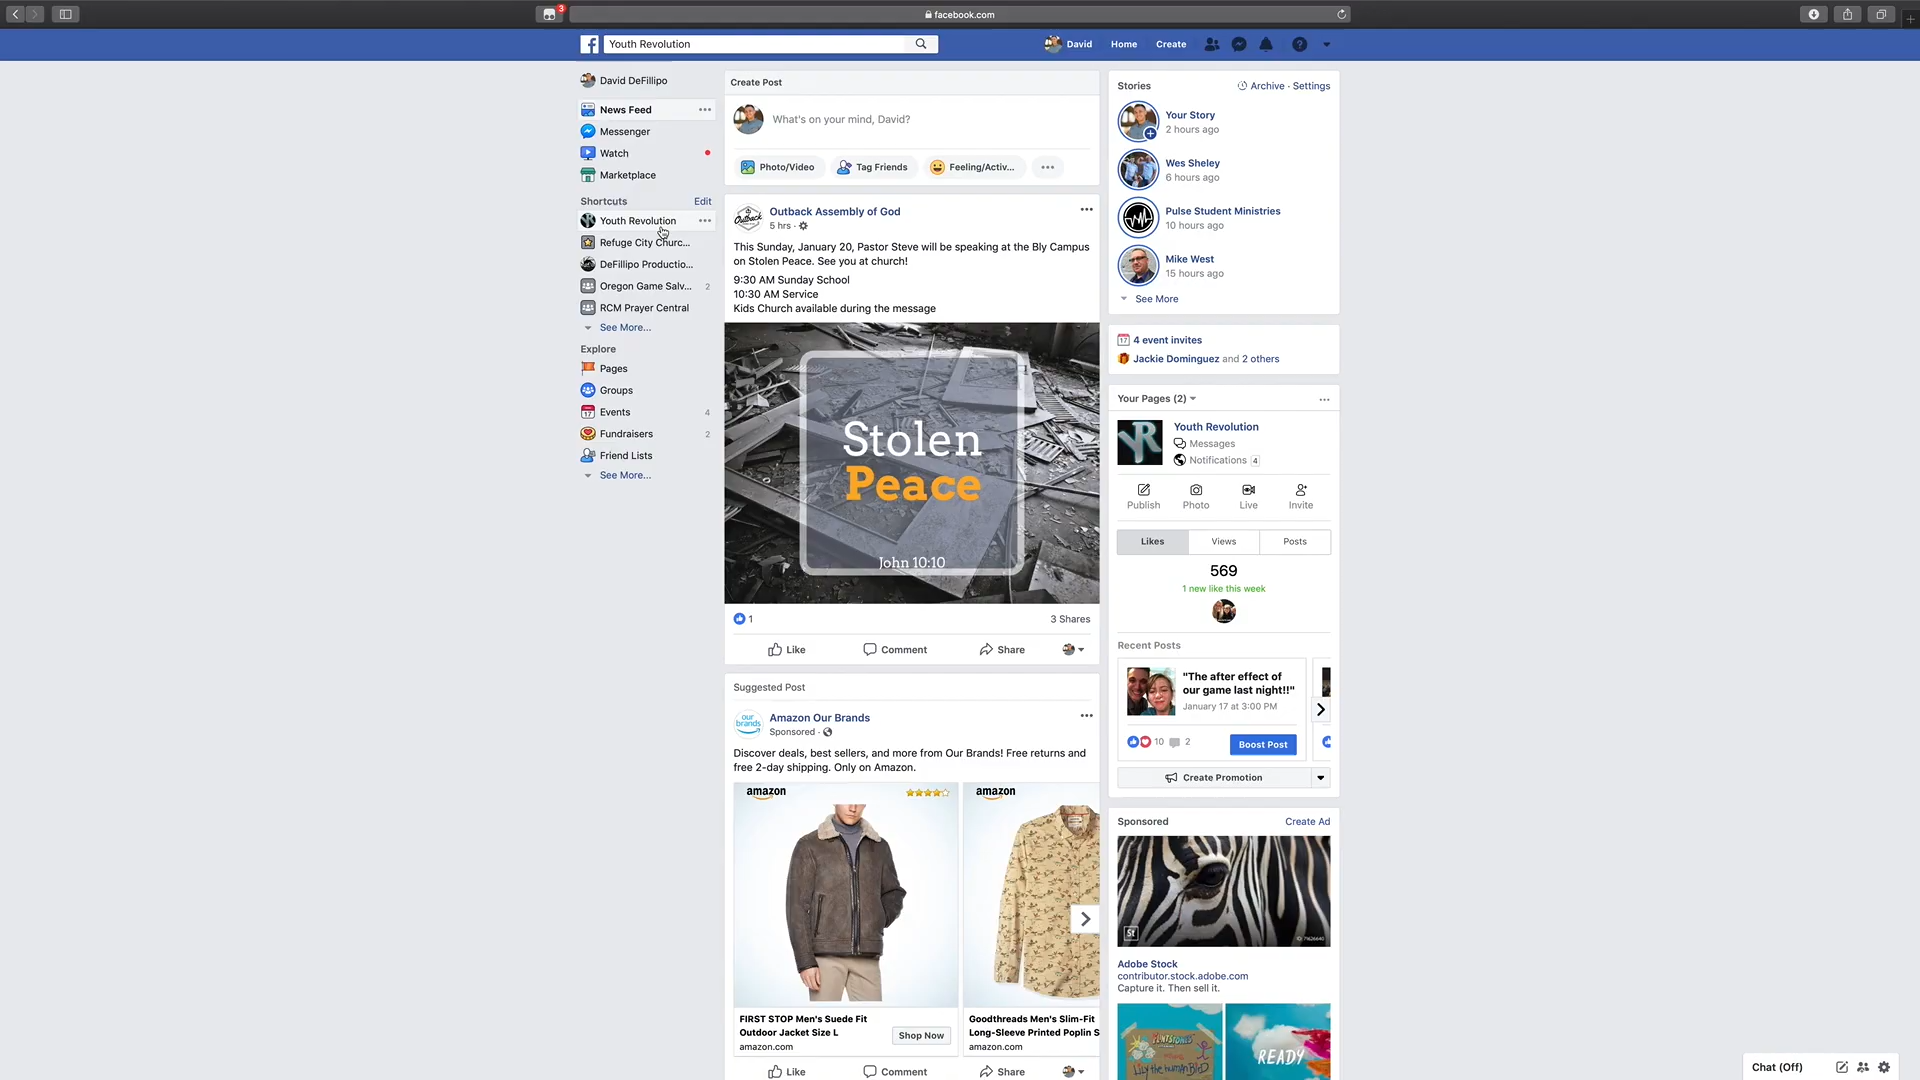 3
facebook.com
Youth Revolution
David
Home
Create
David DeFillipo
News Feed
Messenger
Watch
Marketplace
Shortcuts
Edit
Youth Revolution
Refuge City Churc...
DeFillipo Productio...
Oregon Game Salv...
2
RCM Prayer Central
See More...
Explore
Pages
Groups
Events
4
Fundraisers
2
Friend Lists
See More...
Create Post
What's on your mind, David?
Photo/Video
Tag Friends
Feeling/Activ...
Outback Assembly of God
5 hrs ·
This Sunday, January 20, Pastor Steve will be speaking at the Bly Campus
on Stolen Peace. See you at church!
9:30 AM Sunday School
10:30 AM Service
Kids Church available during the message
Stolen
Peace
John 10:10
1
3 Shares
Like
Comment
Share
Suggested Post
our
brands
Amazon Our Brands
Sponsored ·
Discover deals, best sellers, and more from Our Brands! Free returns and
free 2-day shipping. Only on Amazon.
amazon
amazon
FIRST STOP Men's Suede Fit
Outdoor Jacket Size L
amazon.com
Shop Now
Goodthreads Men's Slim-Fit
Long-Sleeve Printed Poplin S
amazon.com
Like
Comment
Share
Stories
Archive · Settings
Your Story
2 hours ago
Wes Sheley
6 hours ago
Pulse Student Ministries
10 hours ago
Mike West
15 hours ago
See More
4 event invites
Jackie Dominguez and 2 others
Your Pages (2)
Youth Revolution
Messages
Notifications 4
Publish
Photo
Live
Invite
Likes
Views
Posts
569
1 new like this week
Recent Posts
"The after effect of
our game last night!!"
January 17 at 3:00 PM
10
2
Boost Post
Create Promotion
Sponsored
Create Ad
St
Adobe Stock
contributor.stock.adobe.com
Capture it. Then sell it.
READY
Chat (Off)